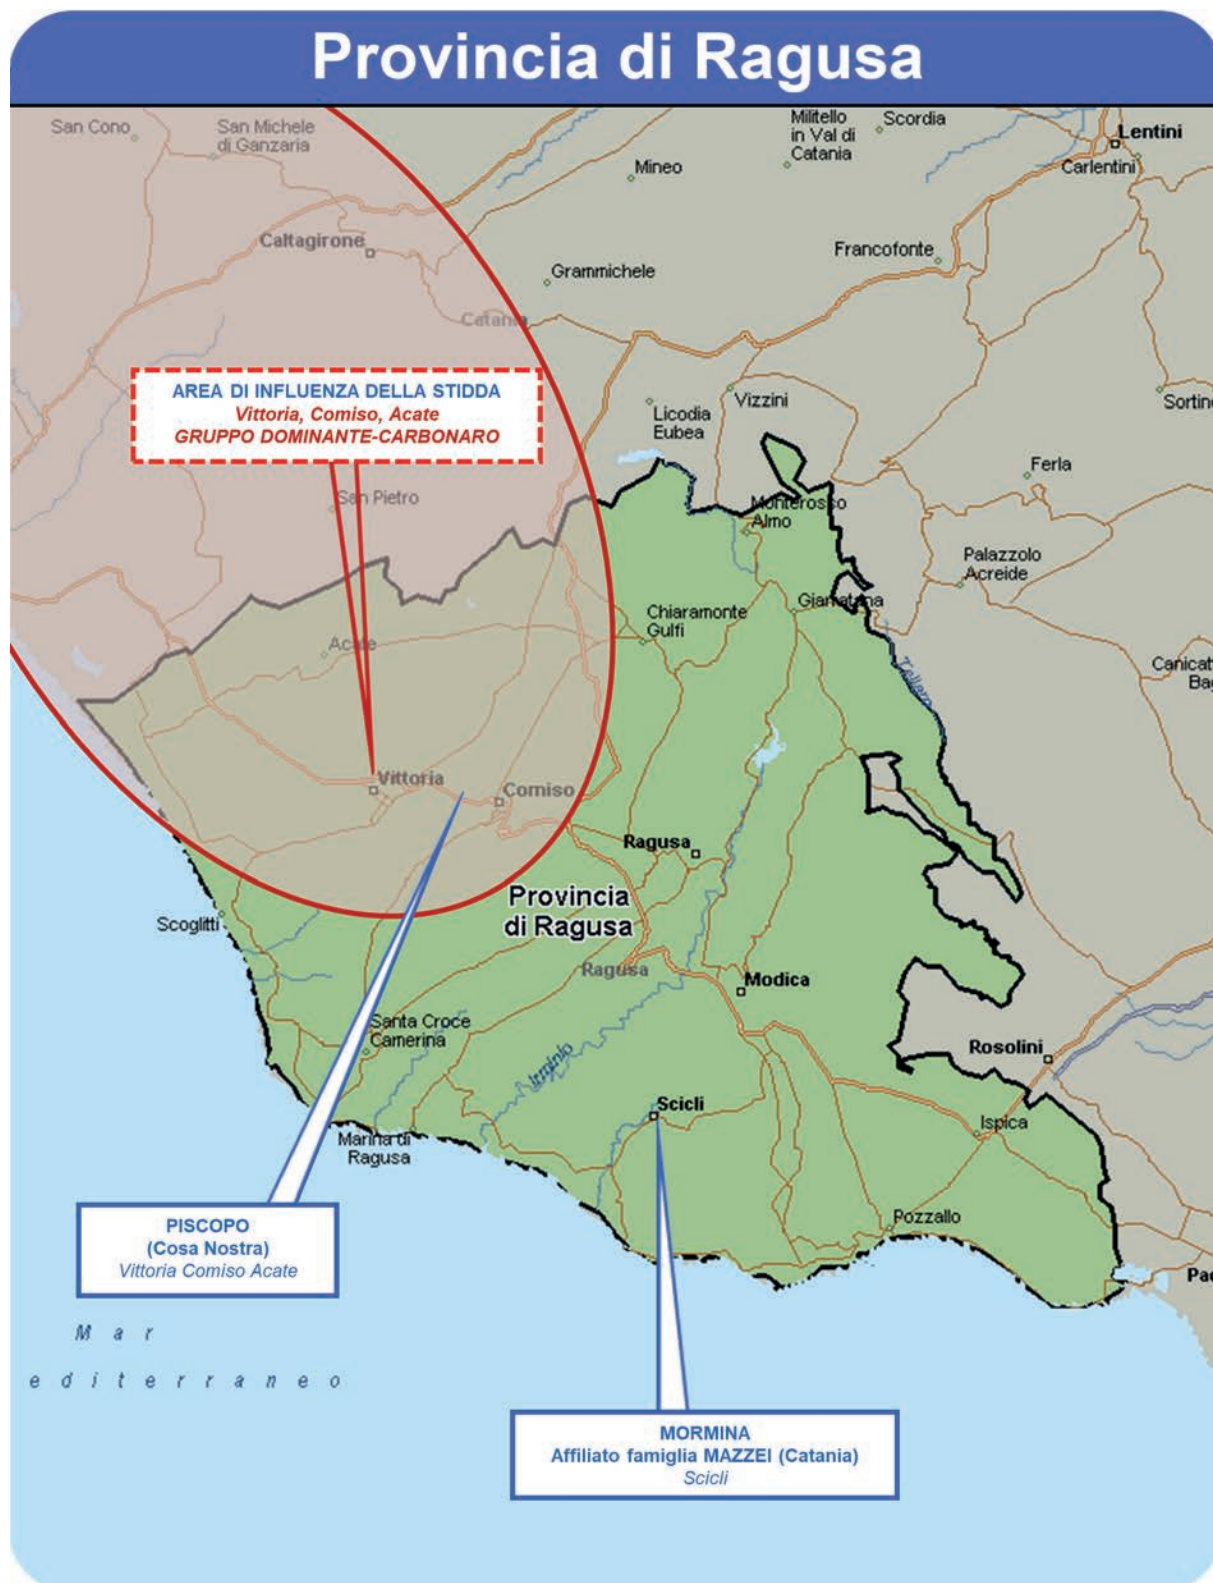 Provincia di Ragusa
San Cono
San Michele
di Ganzaria
Militello
in Val di
Catania
Scordia
Lentini
Carlentini
Mineo
Caltagirone
Francofonte
Grammichele
Catania
AREA DI INFLUENZA DELLA STIDDA
Vittoria, Comiso, Acate
GRUPPO DOMINANTE-CARBONARO
Licodia
Eubea
Vizzini
Sortino
Ferla
San Pietro
Monterosso
Almo
Palazzolo
Acreide
Chiaramonte
Gulfi
Giarratana
Acate
Tellaro
Canicatt
Bag
Vittoria
Comiso
Ragusa
Provincia
di Ragusa
Scoglitti
Ragusa
Modica
Santa Croce
Camerina
Rosolini
Irminio
Scicli
Ispica
Marina di
Ragusa
Pozzallo
PISCOPO
(Cosa Nostra)
Vittoria Comiso Acate
Pac
Mar
editerraneo
MORMINA
Affiliato famiglia MAZZEI (Catania)
Scicli